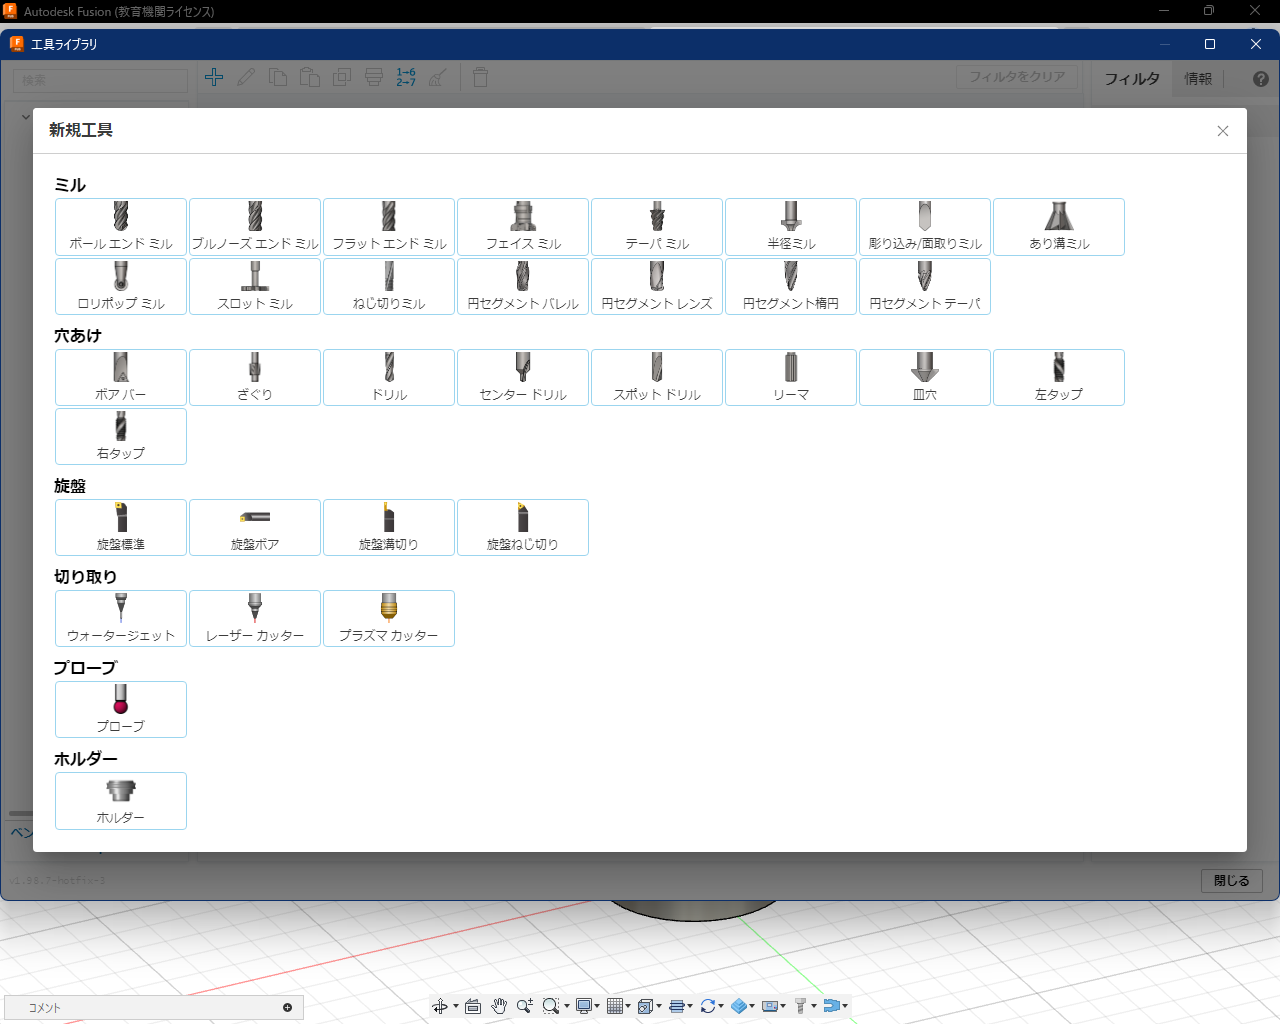 Autodesk Fusion (教育機関ライセンス)
工具ライブラリ
検索
1→6
2→7
フィルタをクリア
フィルタ
情報
新規工具
ミル
ボール エンド ミル
ブルノーズ エンド ミル
フラット エンド ミル
フェイス ミル
テーパ ミル
半径ミル
彫り込み/面取りミル
あり溝ミル
ロリポップ ミル
スロット ミル
ねじ切りミル
円セグメント バレル
円セグメント レンズ
円セグメント楕円
円セグメント テーパ
穴あけ
ボア バー
ざぐり
ドリル
センター ドリル
スポット ドリル
リーマ
皿穴
左タップ
右タップ
旋盤
旋盤標準
旋盤ボア
旋盤溝切り
旋盤ねじ切り
切り取り
ウォータージェット
レーザー カッター
プラズマ カッター
プローブ
プローブ
ホルダー
ホルダー
ベン
閉じる
コメント